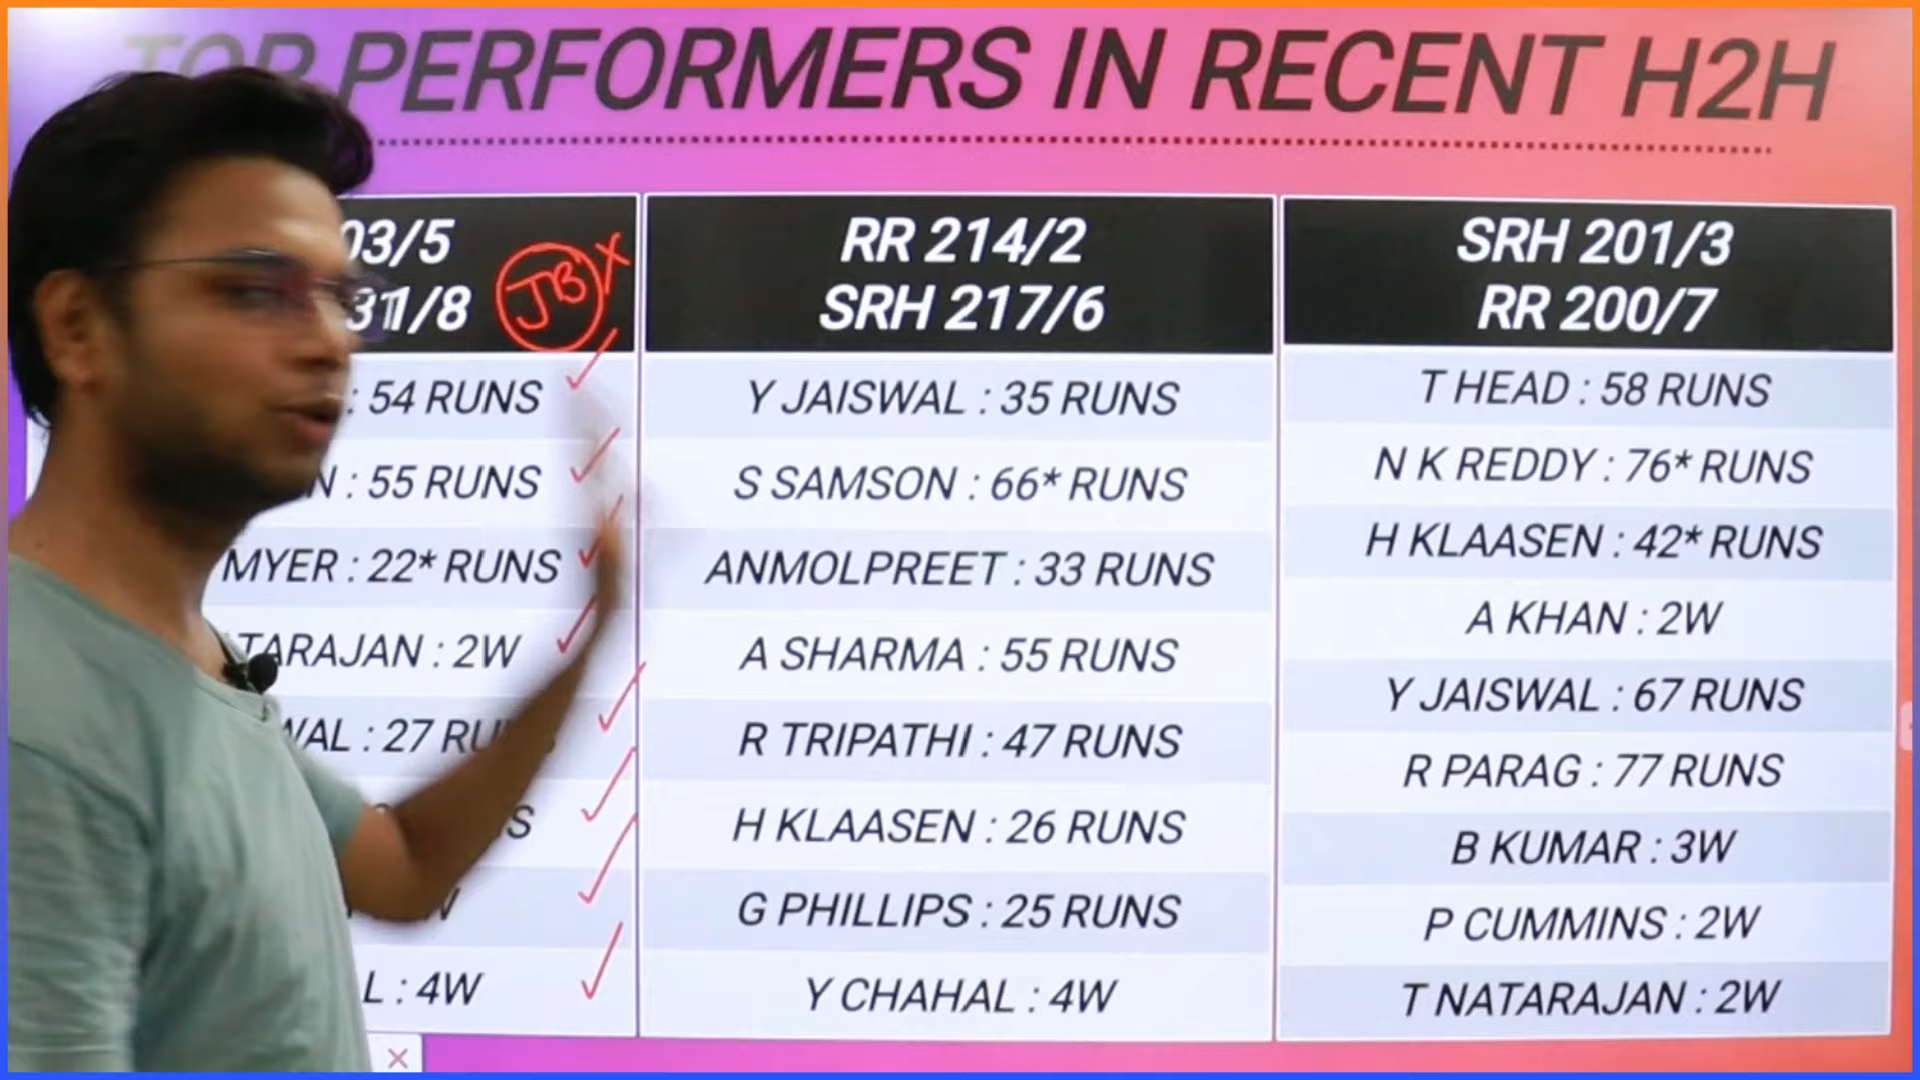 TOP PERFORMERS IN RECENT H2H
03/5
/8
JB X
: 54 RUNS
N : 55 RUNS
MYER : 22* RUNS
TARAJAN : 2W
WAL : 27 RUNS
S
L : 4W
RR 214/2
SRH 217/6
Y JAISWAL : 35 RUNS
S SAMSON : 66* RUNS
ANMOLPREET : 33 RUNS
A SHARMA : 55 RUNS
R TRIPATHI : 47 RUNS
H KLAASEN : 26 RUNS
G PHILLIPS : 25 RUNS
Y CHAHAL : 4W
SRH 201/3
RR 200/7
T HEAD : 58 RUNS
N K REDDY : 76* RUNS
H KLAASEN : 42* RUNS
A KHAN : 2W
Y JAISWAL : 67 RUNS
R PARAG : 77 RUNS
B KUMAR : 3W
P CUMMINS : 2W
T NATARAJAN : 2W